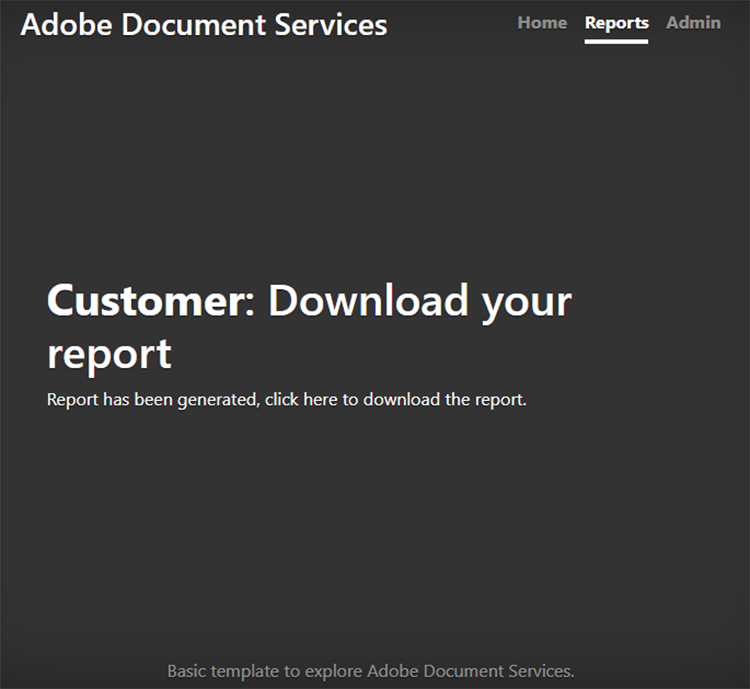 Adobe Document Services
Home Reports Admin
Customer: Download your
report
Report has been generated, click here to download the report.
Basic template to explore Adobe Document Services.